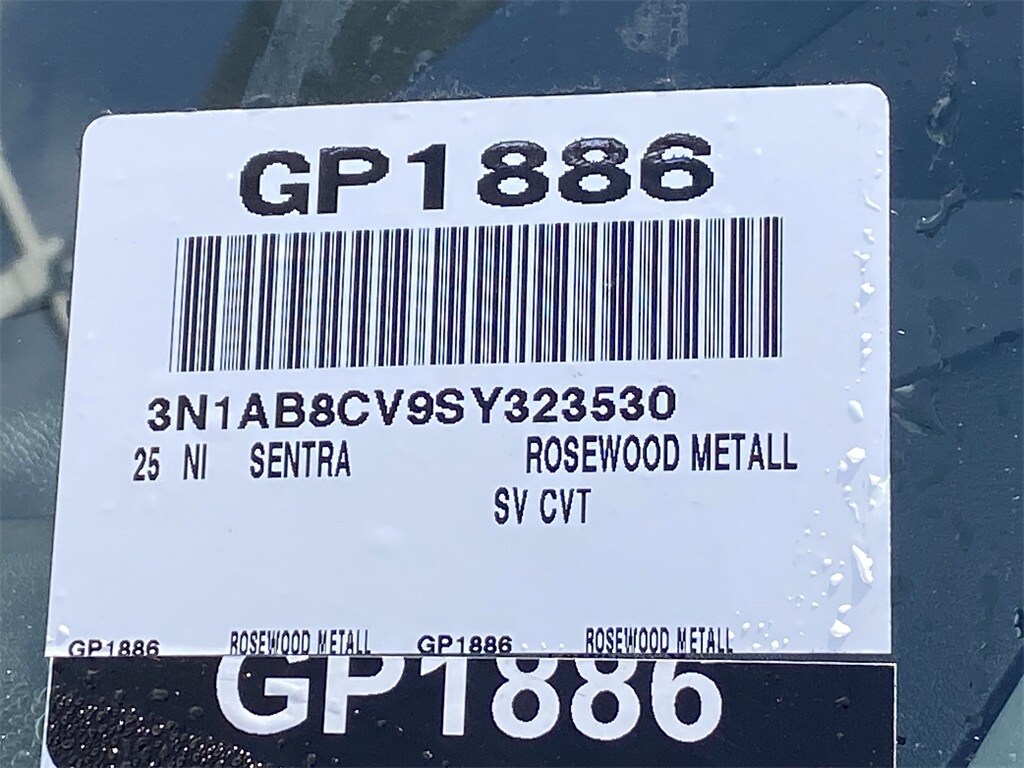 GP1886
3N1AB8CV9SY323530
25 NI SENTRA ROSEWOOD METALL
SV CVT
GP1886 ROSEWOOD METALL GP1886 ROSEWOOD METALL
GP1886